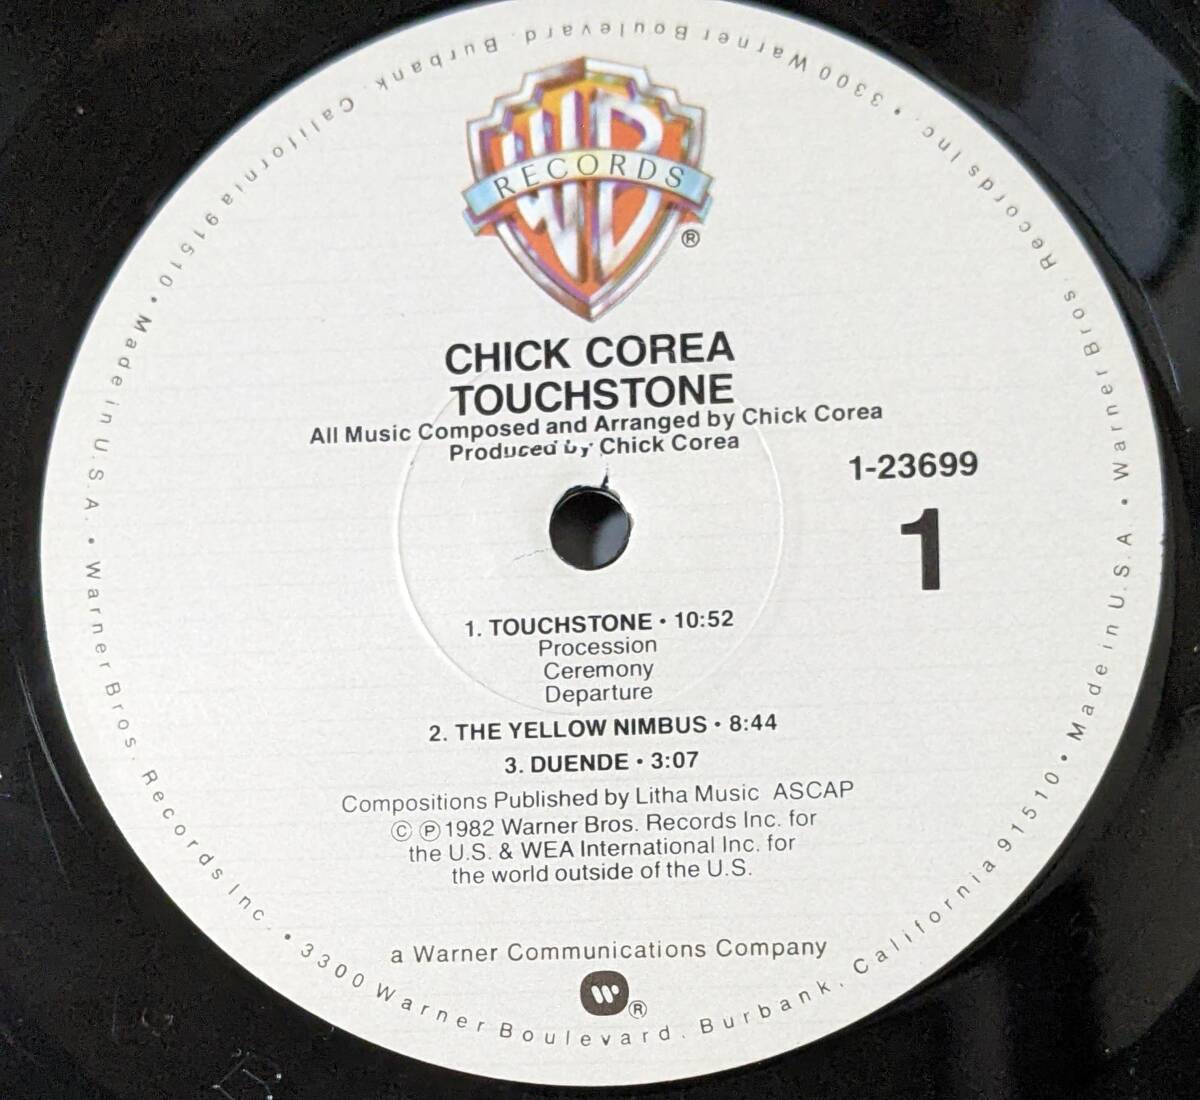 WB
RECORDS
®
CHICK COREA
TOUCHSTONE
All Music Composed and Arranged by Chick Corea
Produced by Chick Corea
1-23699
1
1. TOUCHSTONE • 10:52
Procession
Ceremony
Departure
2. THE YELLOW NIMBUS • 8:44
3. DUENDE • 3:07
Compositions Published by Litha Music ASCAP
© ℗ 1982 Warner Bros. Records Inc. for
the U.S. & WEA International Inc. for
the world outside of the U.S.
a Warner Communications Company
W ®
Warner Bros. Records Inc. • 3300 Warner Boulevard. Burbank. California 91510 • Made in U.S.A. • Warner Bros. Records Inc. • 3300 Warner Boulevard. Burbank. California 91510 • Made in U.S.A •